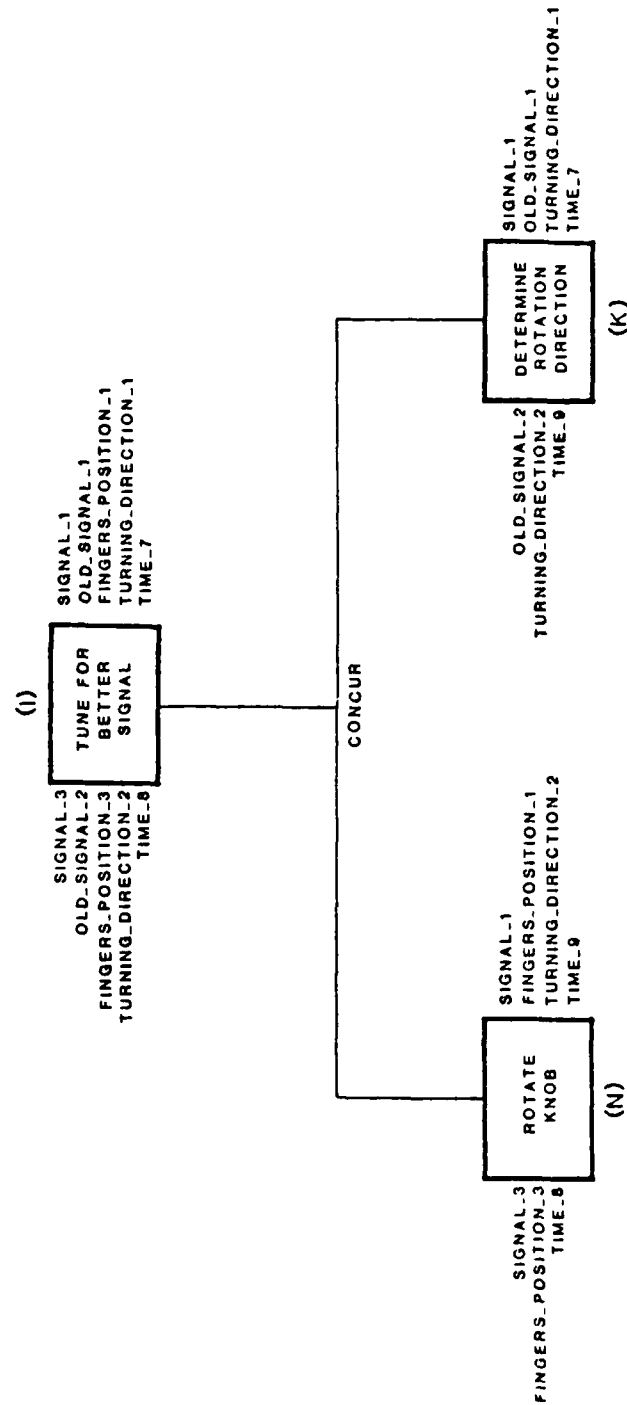 (I)
SIGNAL_3
OLD_SIGNAL_2
FINGERS_POSITION_3
TURNING_DIRECTION_2
TIME_8
TUNE FOR
BETTER
SIGNAL
SIGNAL_1
OLD_SIGNAL_1
FINGERS_POSITION_1
TURNING_DIRECTION_1
TIME_7
CONCUR
SIGNAL_3
FINGERS_POSITION_3
TIME_8
ROTATE
KNOB
SIGNAL_1
FINGERS_POSITION_1
TURNING_DIRECTION_2
TIME_9
(N)
OLD_SIGNAL_2
TURNING_DIRECTION_2
TIME_9
DETERMINE
ROTATION
DIRECTION
SIGNAL_1
OLD_SIGNAL_1
TURNING_DIRECTION_1
TIME_7
(K)